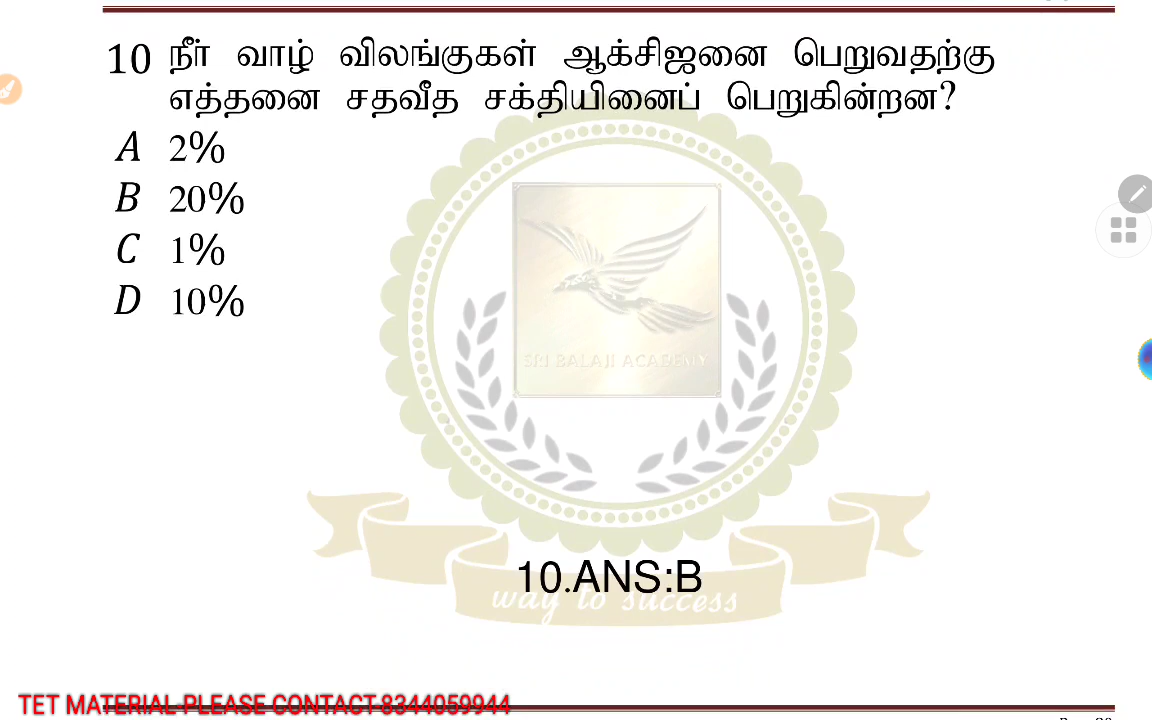 10 நீர் வாழ் விலங்குகள் ஆக்சிஜனை பெறுவதற்கு
எத்தனை சதவீத சக்தியினைப் பெறுகின்றன?
A 2%
B 20%
C 1%
D 10%
SRI BALAJI ACADEMY
10.ANS:B
way to success
TET MATERIAL-PLEASE CONTACT-8344059944